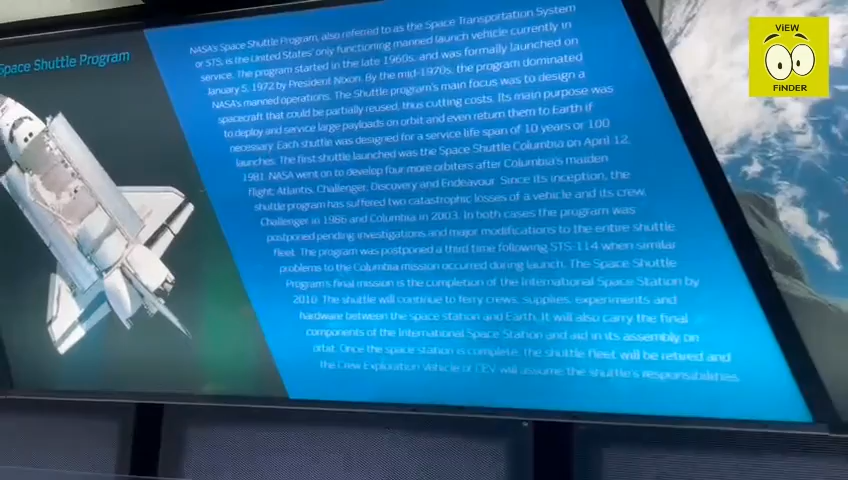 Space Shuttle Program
NASA's Space Shuttle Program, also referred to as the Space Transportation System
or STS, is the United States' only functioning manned launch vehicle currently in
service. The program started in the late 1960s, and was formally launched on
January 5, 1972 by President Nixon. By the mid-1970s, the program dominated
NASA's manned operations. The Shuttle program's main focus was to design a
spacecraft that could be partially reused, thus cutting costs. Its main purpose was
to deploy and service large payloads on orbit and even return them to Earth if
necessary. Each shuttle was designed for a service life span of 10 years or 100
launches. The first shuttle launched was the Space Shuttle Columbia on April 12,
1981. NASA went on to develop four more orbiters after Columbia's maiden
flight; Atlantis, Challenger, Discovery and Endeavour. Since its inception, the
shuttle program has suffered two catastrophic losses of a vehicle and its crew,
Challenger in 1986 and Columbia in 2003. In both cases the program was
postponed pending investigations and major modifications to the entire shuttle
fleet. The program was postponed a third time following STS-114 when similar
problems to the Columbia mission occurred during launch. The Space Shuttle
Program's final mission is the completion of the International Space Station by
2010. The shuttle will continue to ferry crews, supplies, experiments and
hardware between the space station and Earth. It will also carry the final
components of the International Space Station and aid in its assembly on
orbit. Once the space station is complete, the shuttle fleet will be retired and
the Crew Exploration Vehicle or CEV will assume the shuttle's responsibilities.
ViEW
FiNDER